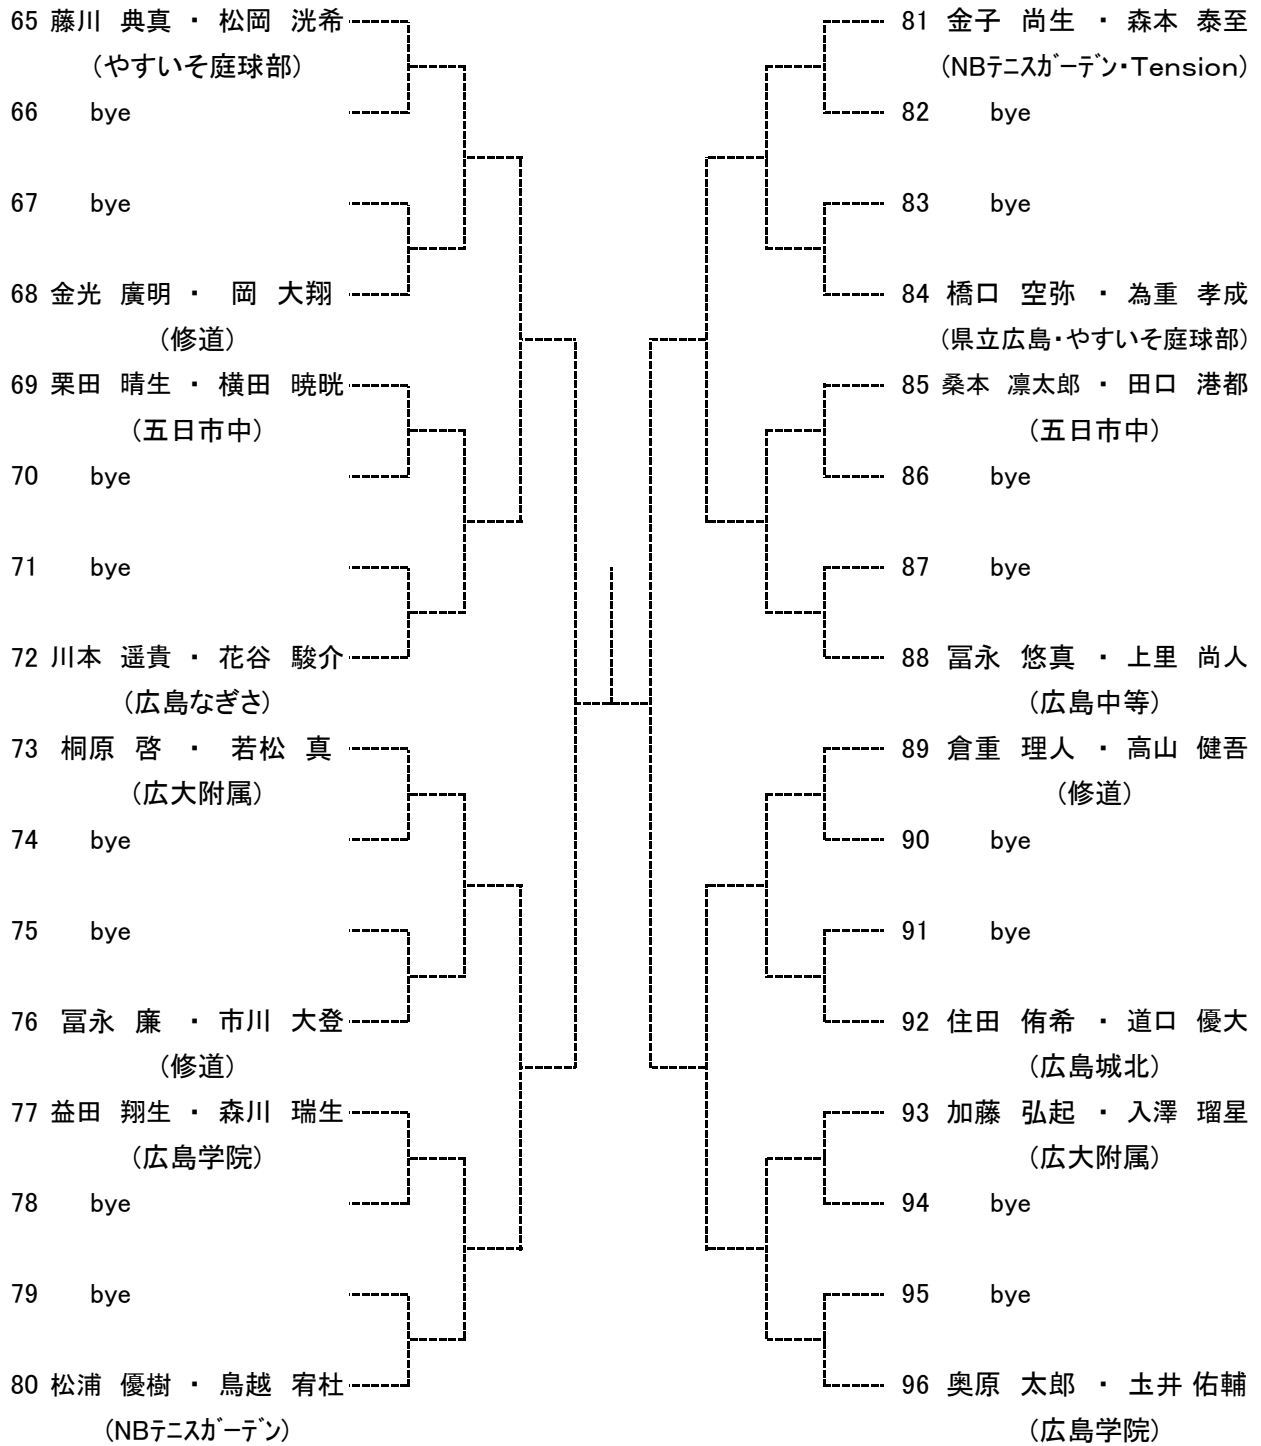 65 藤川 典真 ・ 松岡 洸希
(やすいそ庭球部)
66 bye
67 bye
68 金光 廣明 ・ 岡 大翔
(修道)
69 栗田 晴生 ・ 横田 暁晄
(五日市中)
70 bye
71 bye
72 川本 遥貴 ・ 花谷 駿介
(広島なぎさ)
73 桐原 啓 ・ 若松 真
(広大附属)
74 bye
75 bye
76 冨永 廉 ・ 市川 大登
(修道)
77 益田 翔生 ・ 森川 瑞生
(広島学院)
78 bye
79 bye
80 松浦 優樹 ・ 鳥越 宥杜
(NBﾃﾆｽｶﾞｰﾃﾞﾝ)
81 金子 尚生 ・ 森本 泰至
(NBﾃﾆｽｶﾞｰﾃﾞﾝ・Tension)
82 bye
83 bye
84 橋口 空弥 ・ 為重 孝成
(県立広島・やすいそ庭球部)
85 桑本 凛太郎 ・ 田口 港都
(五日市中)
86 bye
87 bye
88 冨永 悠真 ・ 上里 尚人
(広島中等)
89 倉重 理人 ・ 高山 健吾
(修道)
90 bye
91 bye
92 住田 侑希 ・ 道口 優大
(広島城北)
93 加藤 弘起 ・ 入澤 瑠星
(広大附属)
94 bye
95 bye
96 奥原 太郎 ・ 圡井 佑輔
(広島学院)